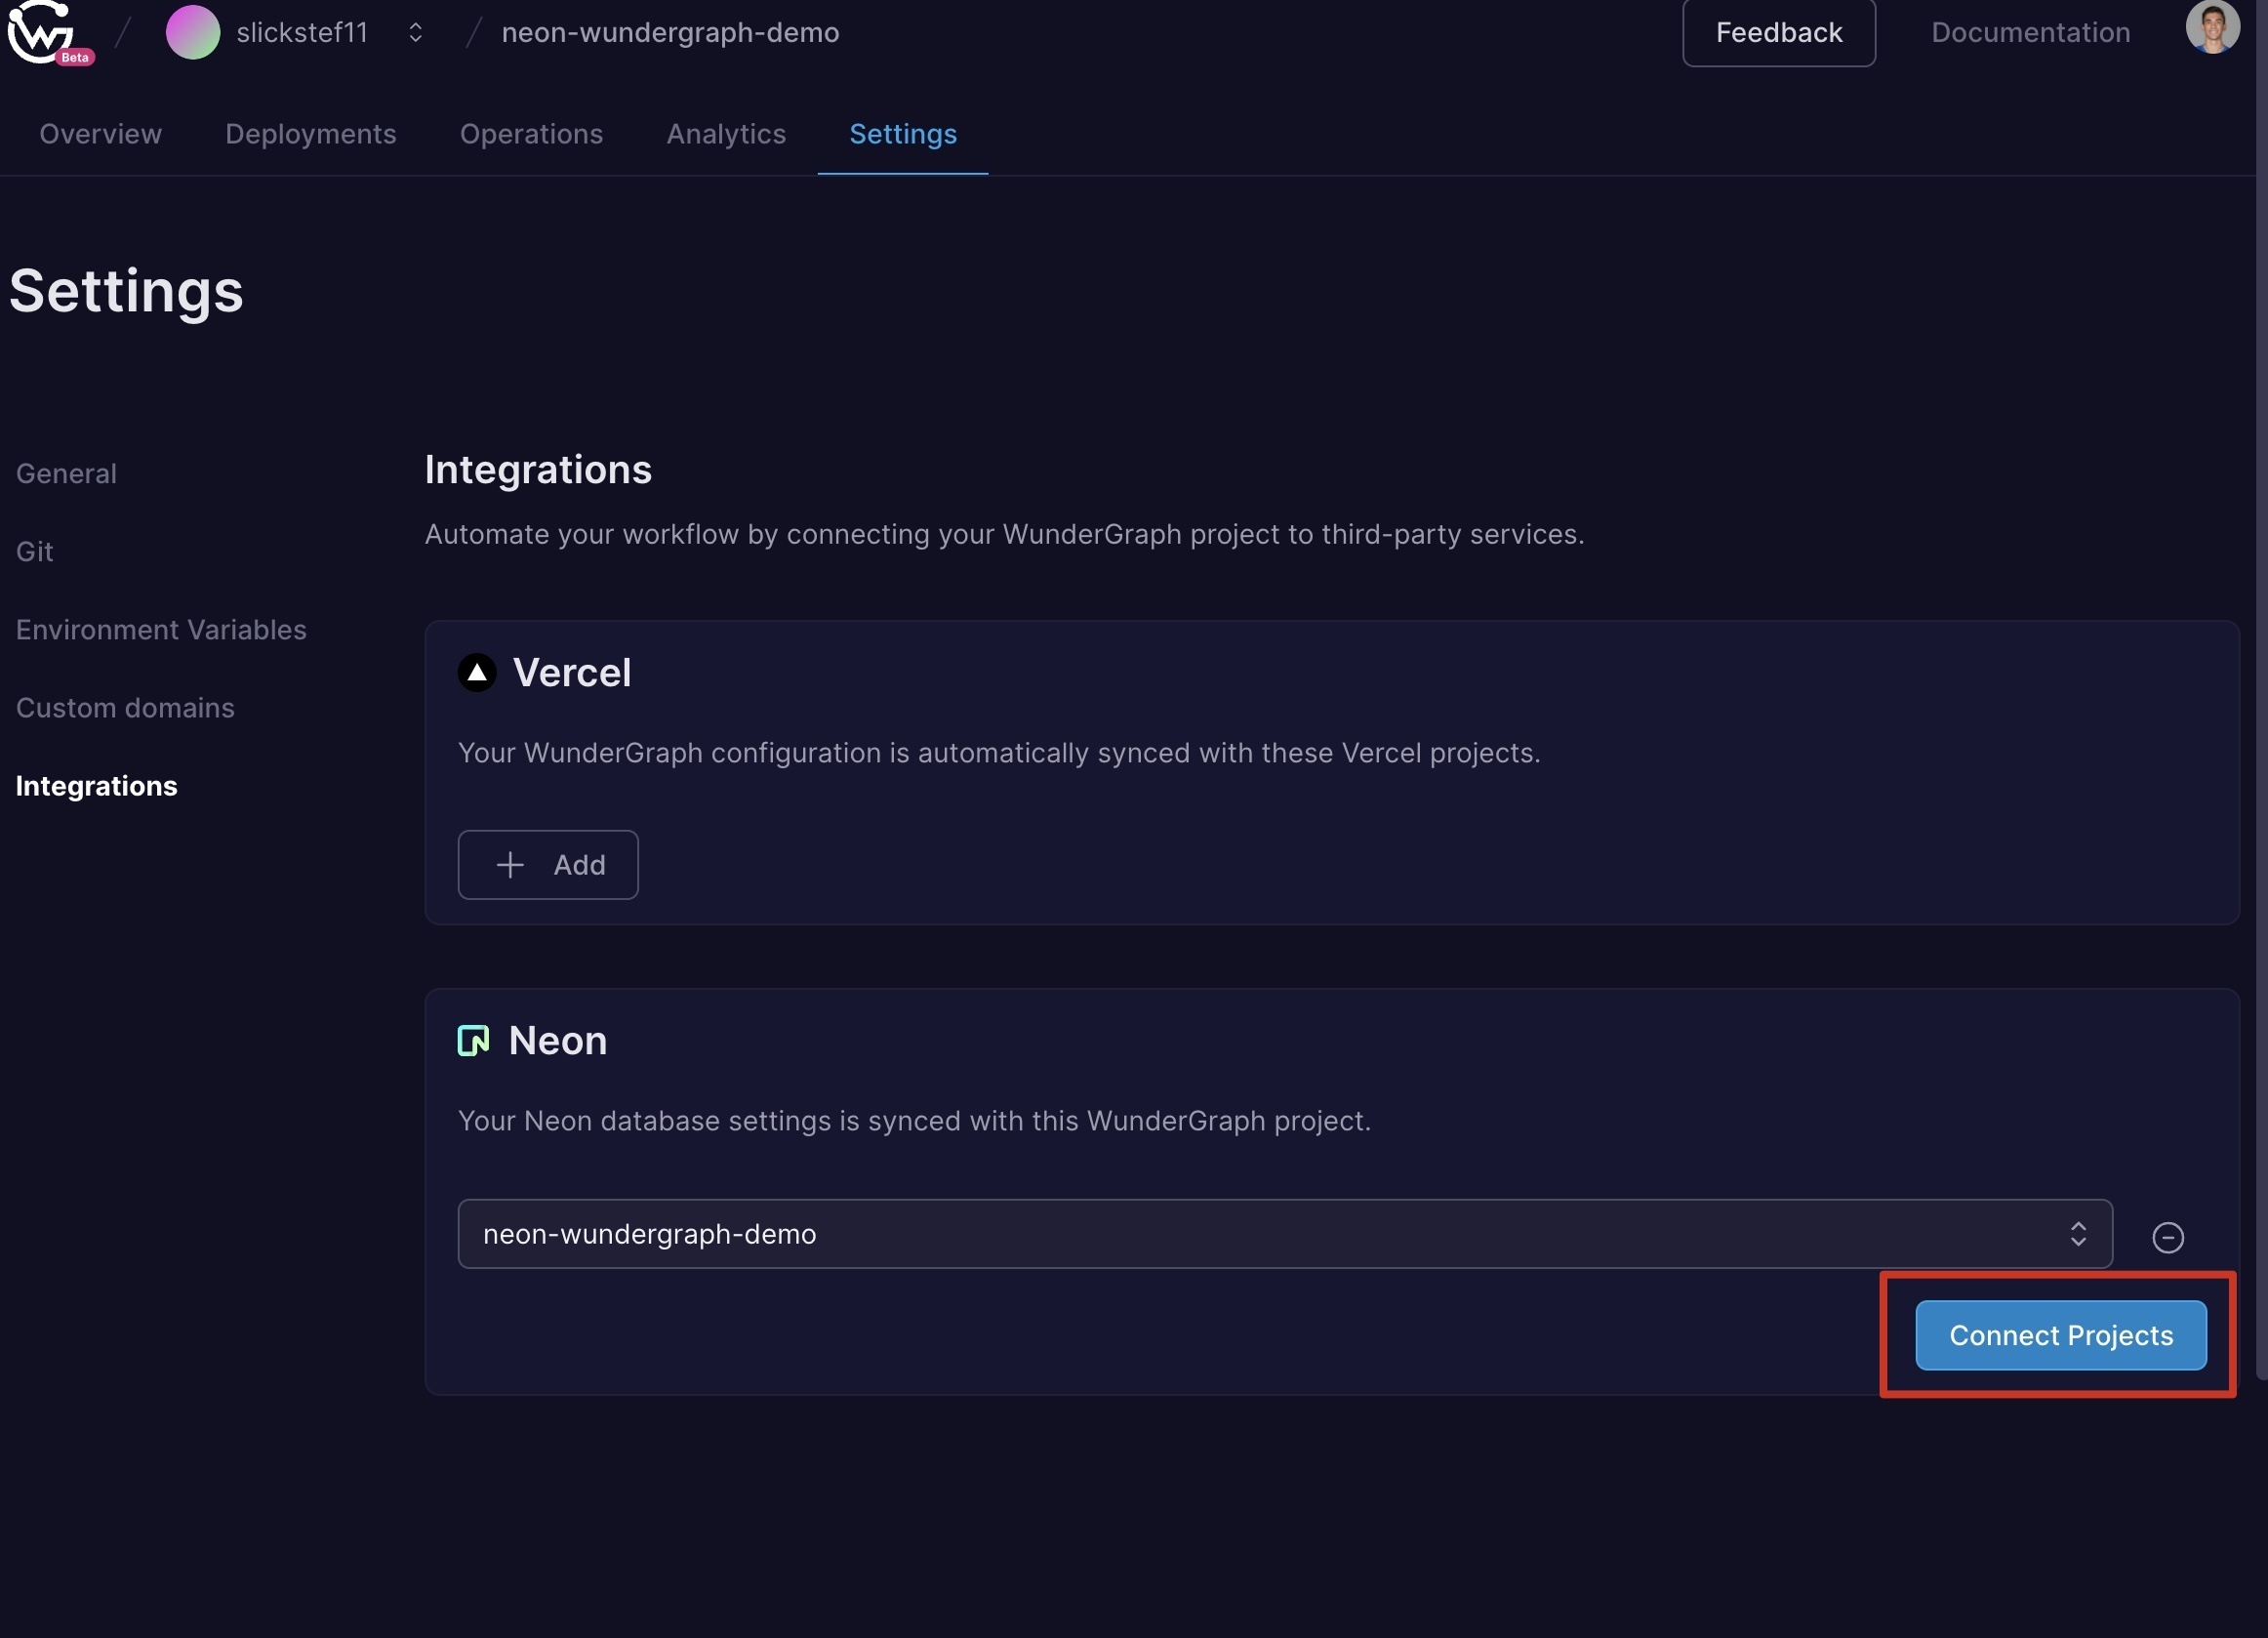 Beta
slickstef11
neon-wundergraph-demo
Feedback
Documentation
Overview
Deployments
Operations
Analytics
Settings
Settings
General
Git
Environment Variables
Custom domains
Integrations
Integrations
Automate your workflow by connecting your WunderGraph project to third-party services.
Vercel
Your WunderGraph configuration is automatically synced with these Vercel projects.
Add
Neon
Your Neon database settings is synced with this WunderGraph project.
neon-wundergraph-demo
Connect Projects